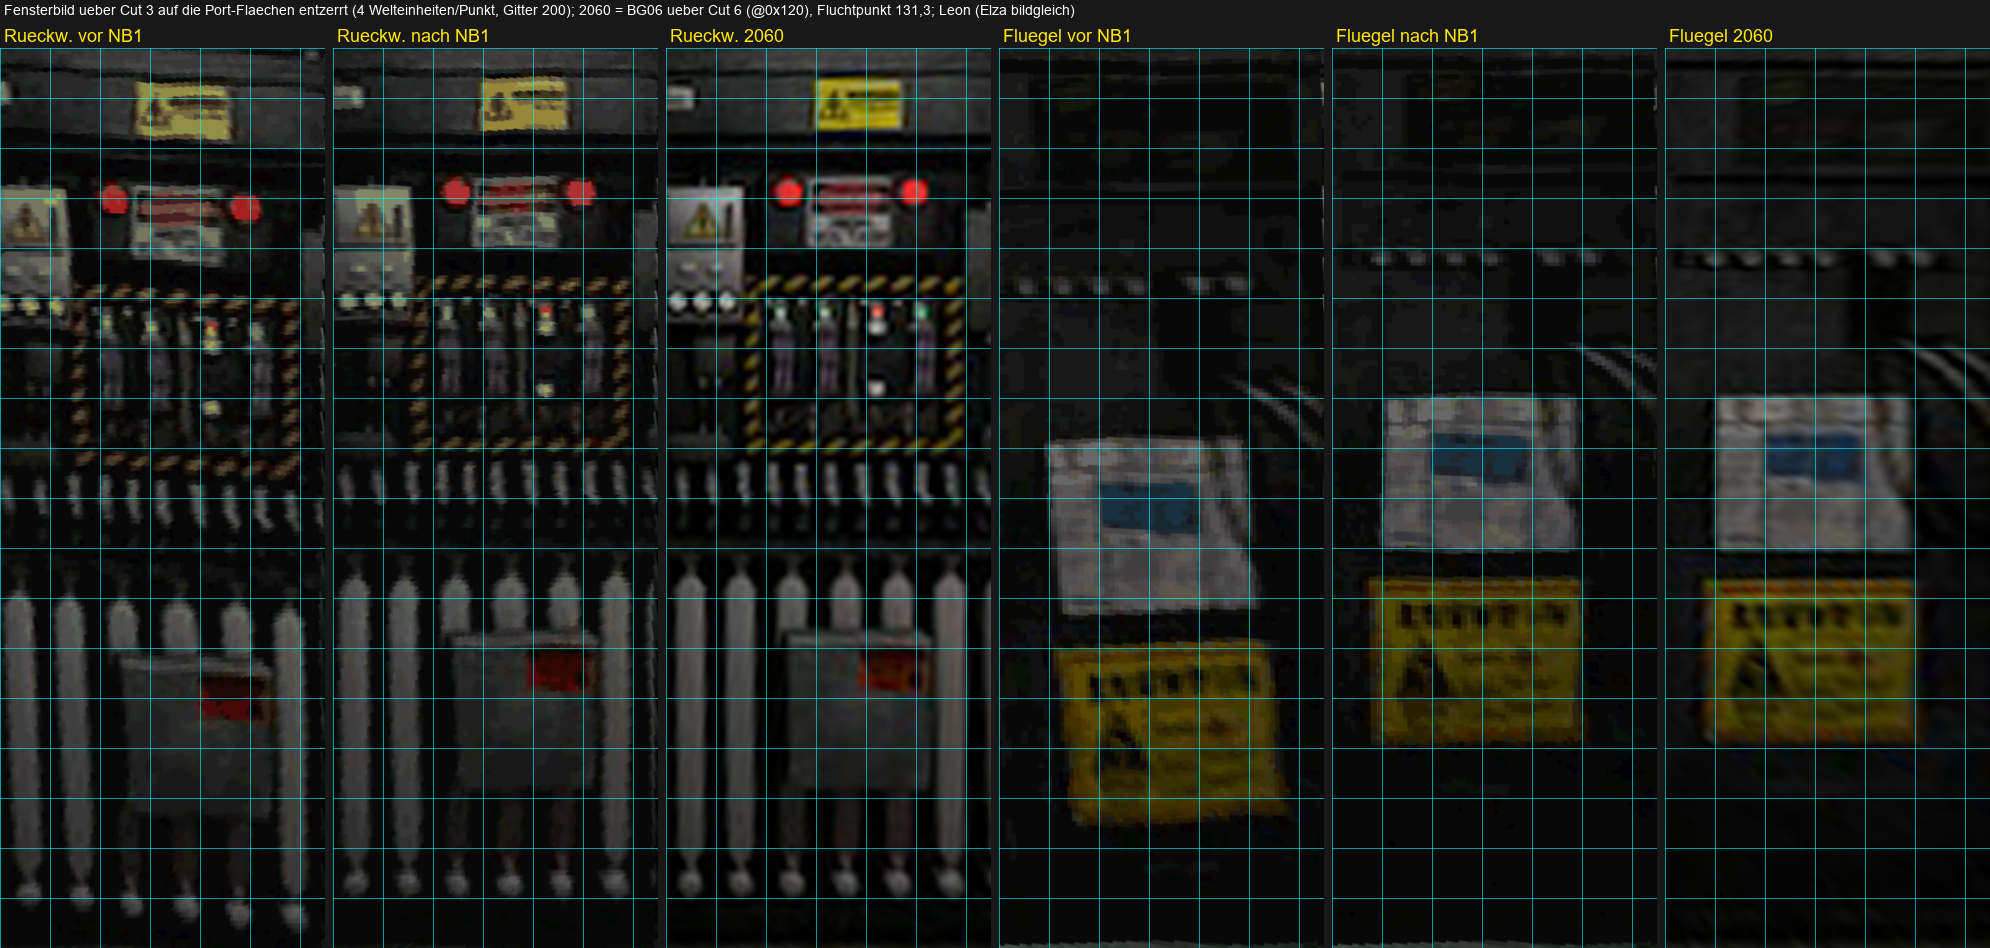 Fensterbild ueber Cut 3 auf die Port-Flaechen entzerrt (4 Welteinheiten/Punkt, Gitter 200); 2060 = BG06 ueber Cut 6 (@0x120), Fluchtpunkt 131,3; Leon (Elza bildgleich)
Rueckw. vor NB1
Rueckw. nach NB1
Rueckw. 2060
Fluegel vor NB1
Fluegel nach NB1
Fluegel 2060